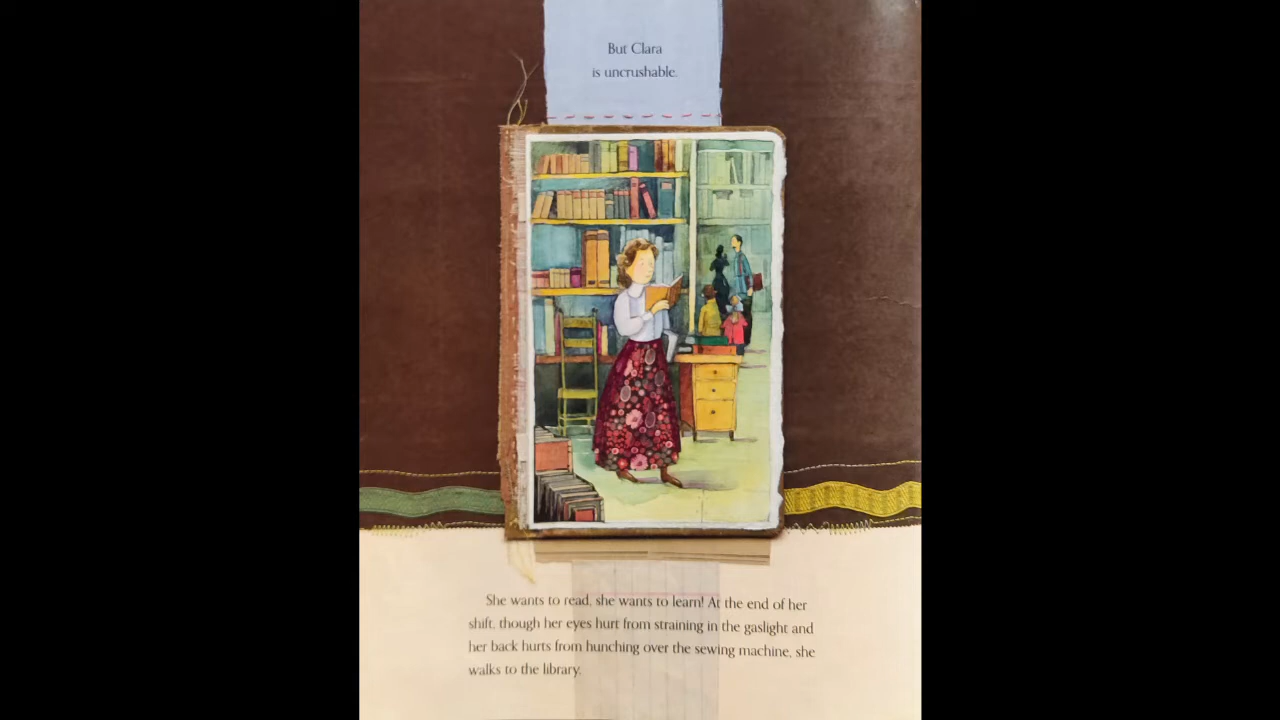 But Clara
is uncrushable.
She wants to read, she wants to learn! At the end of her
shift, though her eyes hurt from straining in the gaslight and
her back hurts from hunching over the sewing machine, she
walks to the library.